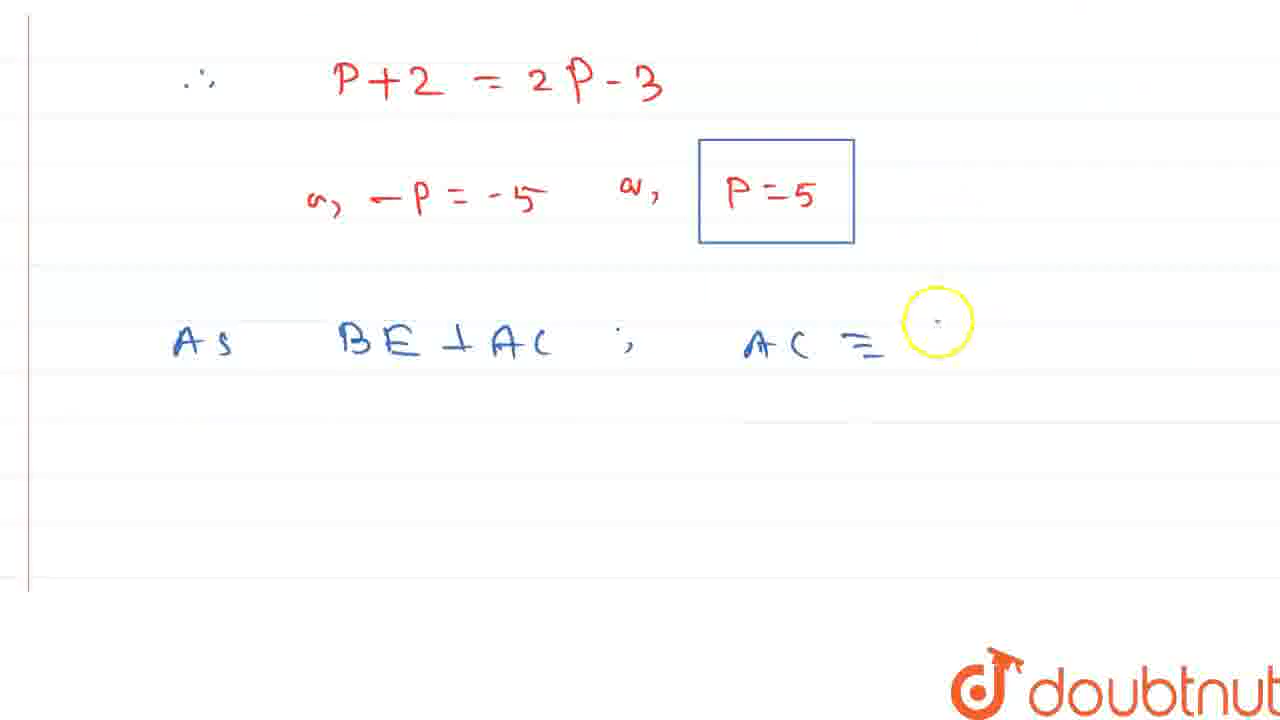 ∴ P+2 = 2P-3
or, -P = -5 or, P=5
As BE ⊥ AC ; AC =
doubtnut